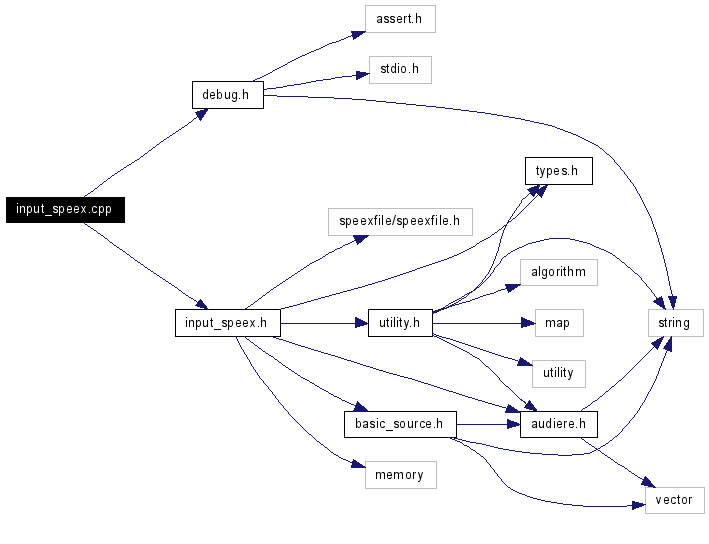 assert.h
stdio.h
debug.h
types.h
input_speex.cpp
speexfile/speexfile.h
algorithm
input_speex.h
utility.h
map
string
utility
basic_source.h
audiere.h
memory
vector